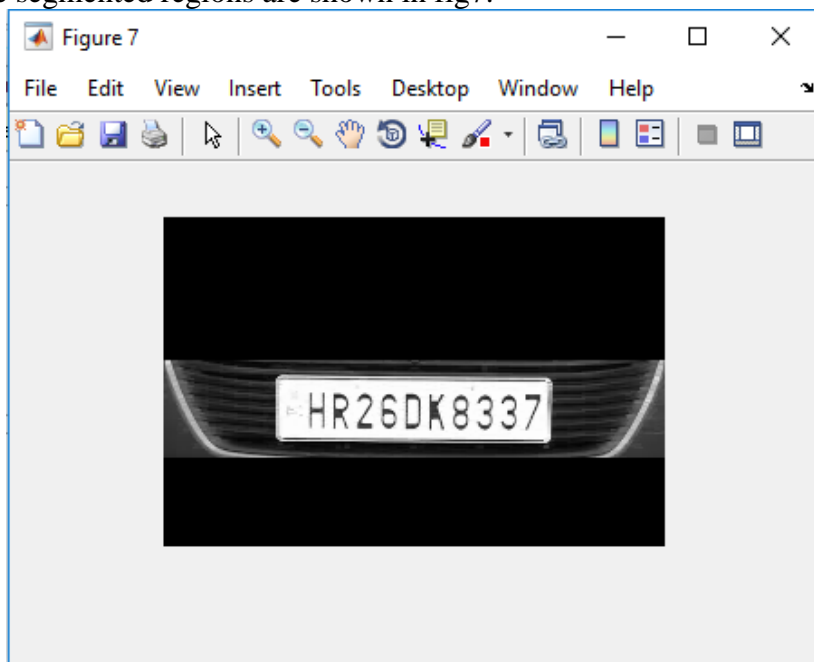 e segmented regions are shown in fig7.
Figure 7
File Edit View Insert Tools Desktop Window Help
HR26DK8337